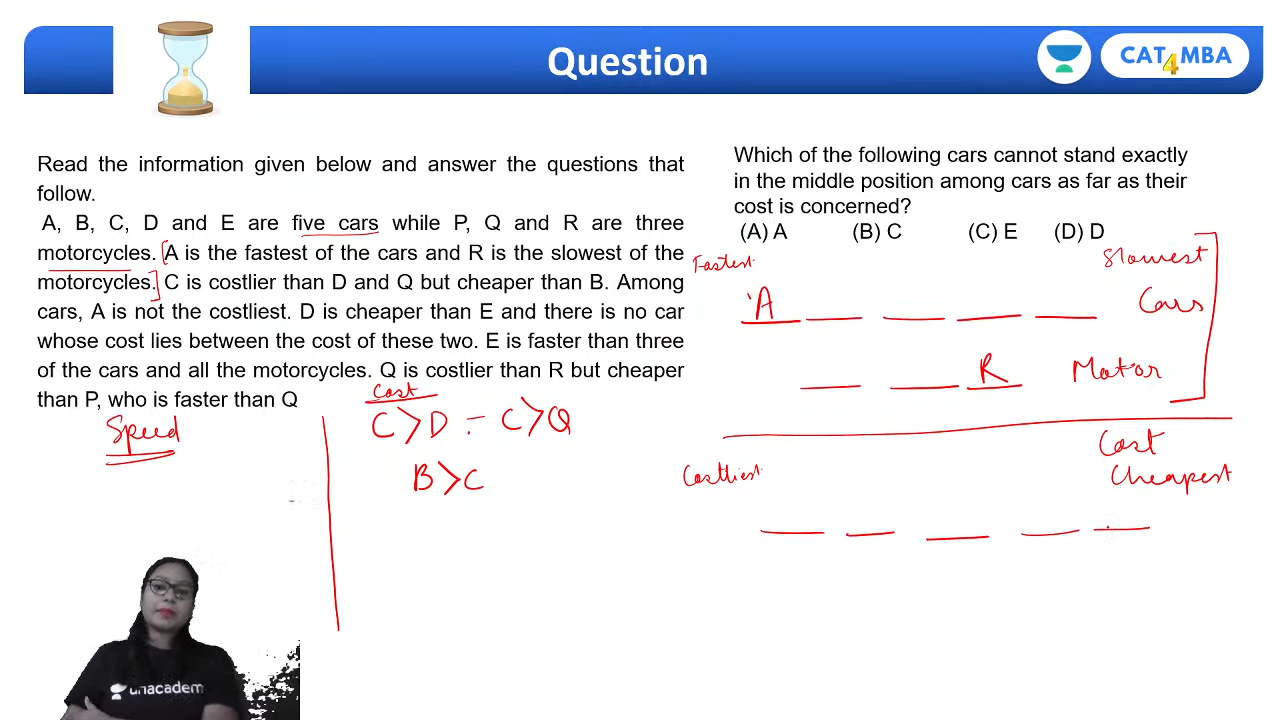 Question
CAT4MBA
Read the information given below and answer the questions that
follow.
A, B, C, D and E are five cars while P, Q and R are three
motorcycles. A is the fastest of the cars and R is the slowest of the
motorcycles. C is costlier than D and Q but cheaper than B. Among
cars, A is not the costliest. D is cheaper than E and there is no car
whose cost lies between the cost of these two. E is faster than three
of the cars and all the motorcycles. Q is costlier than R but cheaper
than P, who is faster than Q
Speed
Cost
C > D - C > Q
B > C
Which of the following cars cannot stand exactly
in the middle position among cars as far as their
cost is concerned?
(A) A (B) C (C) E (D) D
Fastest Slowest
A Cars
R Motor
Cost
Costliest Cheapest
unacadem